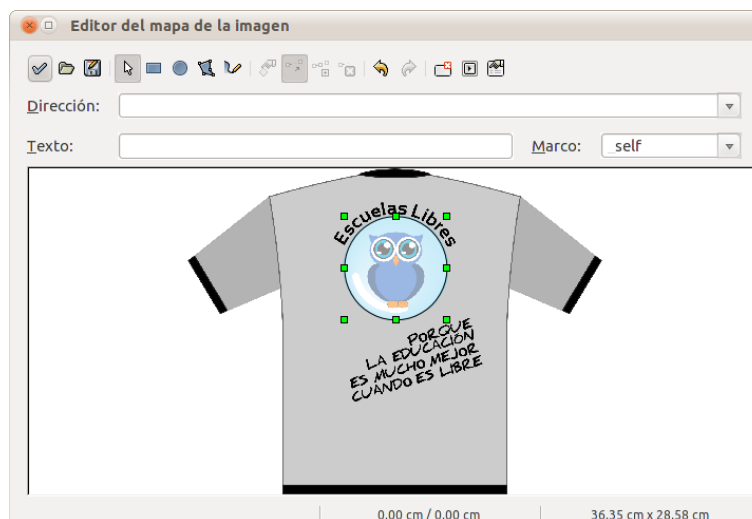 Editor del mapa de la imagen
Dirección:
Texto:
Marco: _self
Escuelas Libres
PORQUE
LA EDUCACIÓN
ES MUCHO MEJOR
CUANDO ES LIBRE
0,00 cm / 0,00 cm 36,35 cm x 28,58 cm